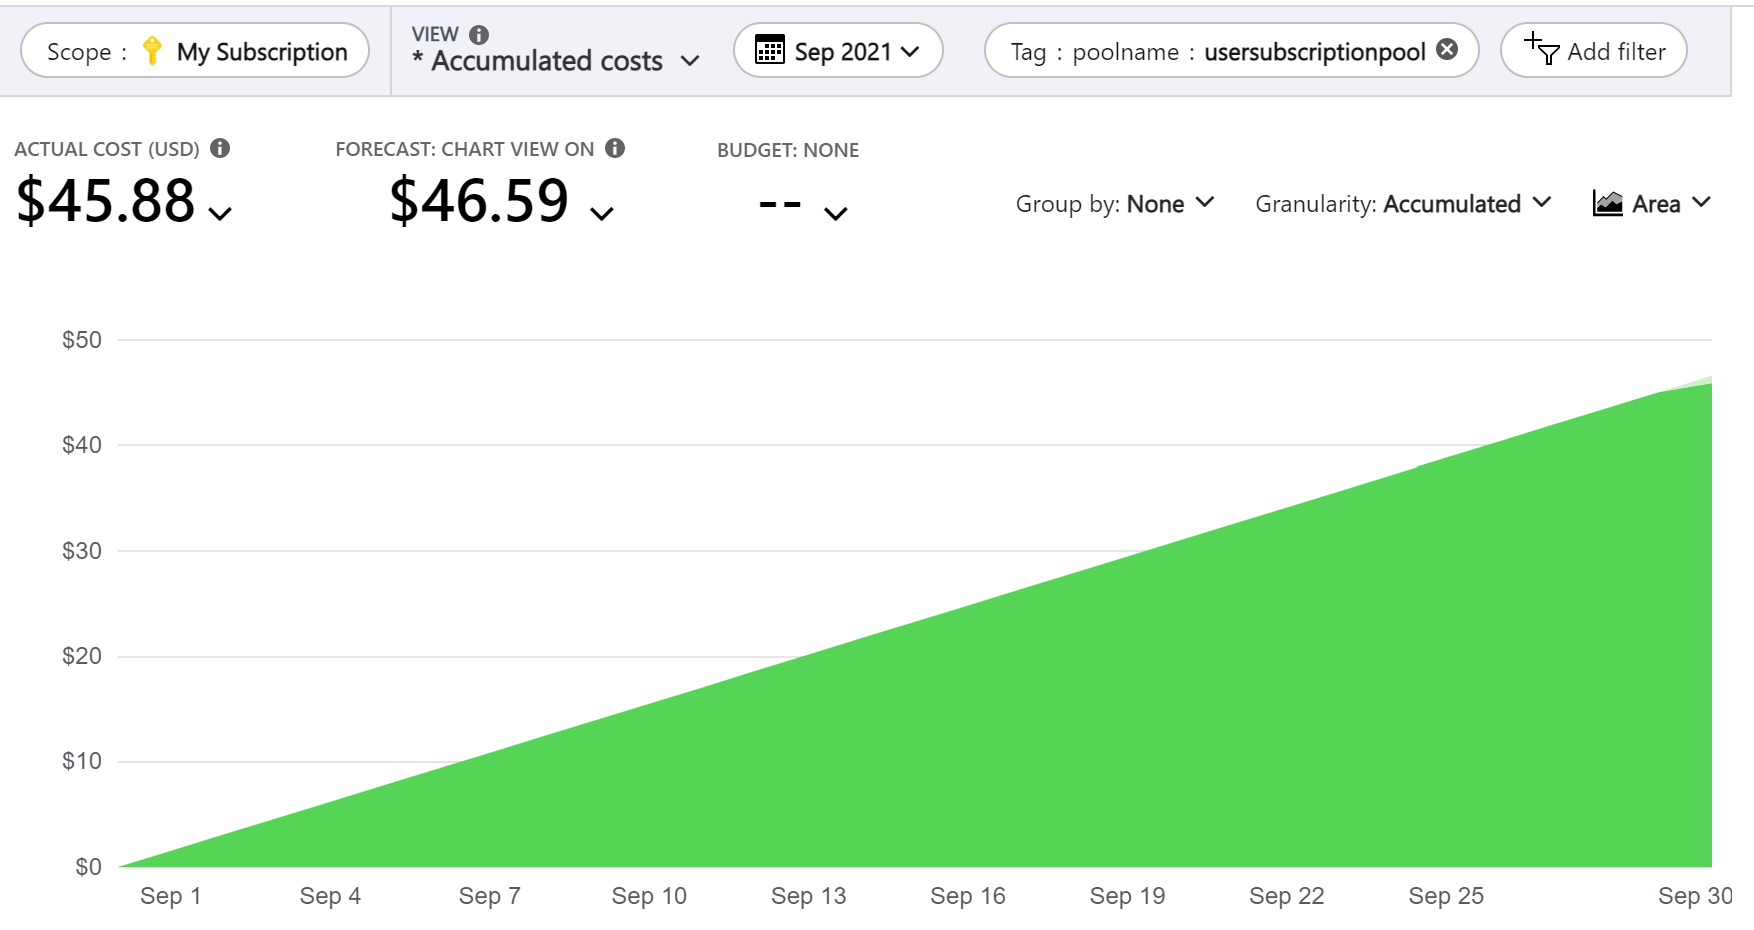 Scope : My Subscription
VIEW
* Accumulated costs
Sep 2021
Tag : poolname : usersubscriptionpool
Add filter
ACTUAL COST (USD)
$45.88
FORECAST: CHART VIEW ON
$46.59
BUDGET: NONE
--
Group by: None
Granularity: Accumulated
Area
$50
$40
$30
$20
$10
$0
Sep 1 Sep 4 Sep 7 Sep 10 Sep 13 Sep 16 Sep 19 Sep 22 Sep 25 Sep 30